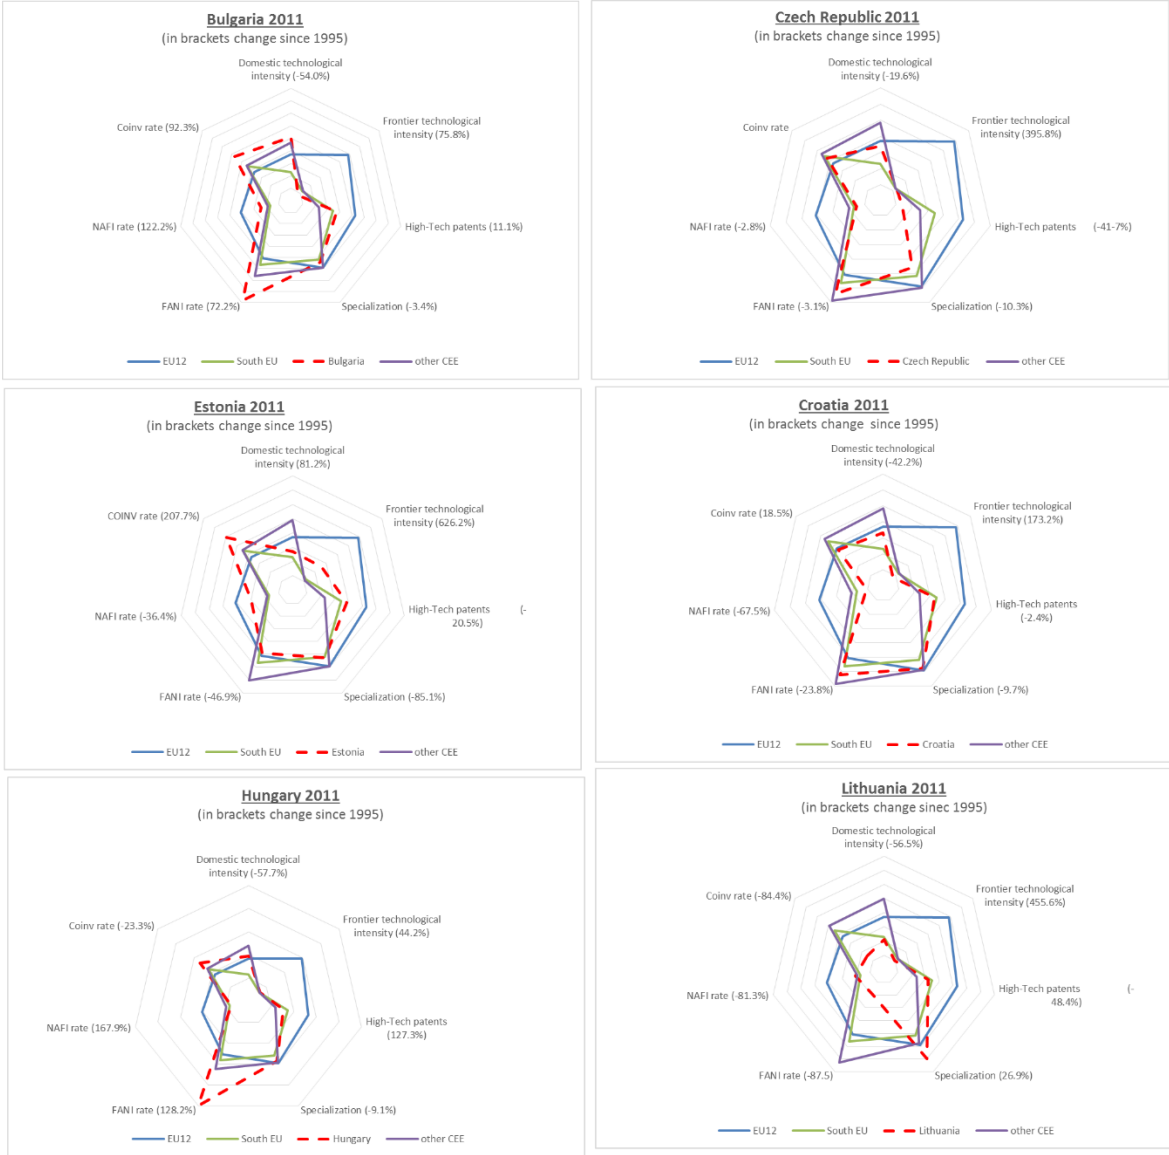 Bulgaria 2011
(in brackets change since 1995)
Domestic technological
intensity (-54.0%)
Frontier technological
intensity (75.8%)
Coinv rate (92.3%)
NAFI rate (122.2%)
High-Tech patents (11.1%)
FANI rate (72.2%)
Specialization (-3.4%)
EU12
South EU
Bulgaria
other CEE
Czech Republic 2011
(in brackets change since 1995)
Domestic technological
intensity (-19.6%)
Frontier technological
intensity (395.8%)
Coinv rate
NAFI rate (-2.8%)
High-Tech patents (-41-7%)
FANI rate (-3.1%)
Specialization (-10.3%)
EU12
South EU
Czech Republic
other CEE
Estonia 2011
(in brackets change since 1995)
Domestic technological
intensity (81.2%)
Frontier technological
intensity (626.2%)
COINV rate (207.7%)
NAFI rate (-36.4%)
High-Tech patents (-
20.5%)
FANI rate (-46.9%)
Specialization (-85.1%)
EU12
South EU
Estonia
other CEE
Croatia 2011
(in brackets change since 1995)
Domestic technological
intensity (-42.2%)
Frontier technological
intensity (173.2%)
Coinv rate (18.5%)
NAFI rate (-67.5%)
High-Tech patents
(-2.4%)
FANI rate (-23.8%)
Specialization (-9.7%)
EU12
South EU
Croatia
other CEE
Hungary 2011
(in brackets change since 1995)
Domestic technological
intensity (-57.7%)
Frontier technological
intensity (44.2%)
Coinv rate (-23.3%)
NAFI rate (167.9%)
High-Tech patents
(127.3%)
FANI rate (128.2%)
Specialization (-9.1%)
EU12
South EU
Hungary
other CEE
Lithuania 2011
(in brackets change sinec 1995)
Domestic technological
intensity (-56.5%)
Frontier technological
intensity (455.6%)
Coinv rate (-84.4%)
NAFI rate (-81.3%)
High-Tech patents (-
48.4%)
FANI rate (-87.5)
Specialization (26.9%)
EU12
South EU
Lithuania
other CEE